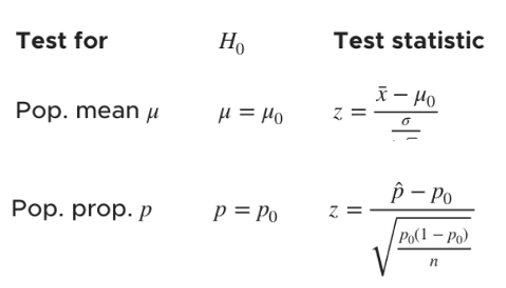 Test for H₀ Test statistic
Pop. mean μ μ = μ₀ z = (x̄ − μ₀) / (σ /
Pop. prop. p p = p₀ z = (p̂ − p₀) / √(p₀(1 − p₀) / n)